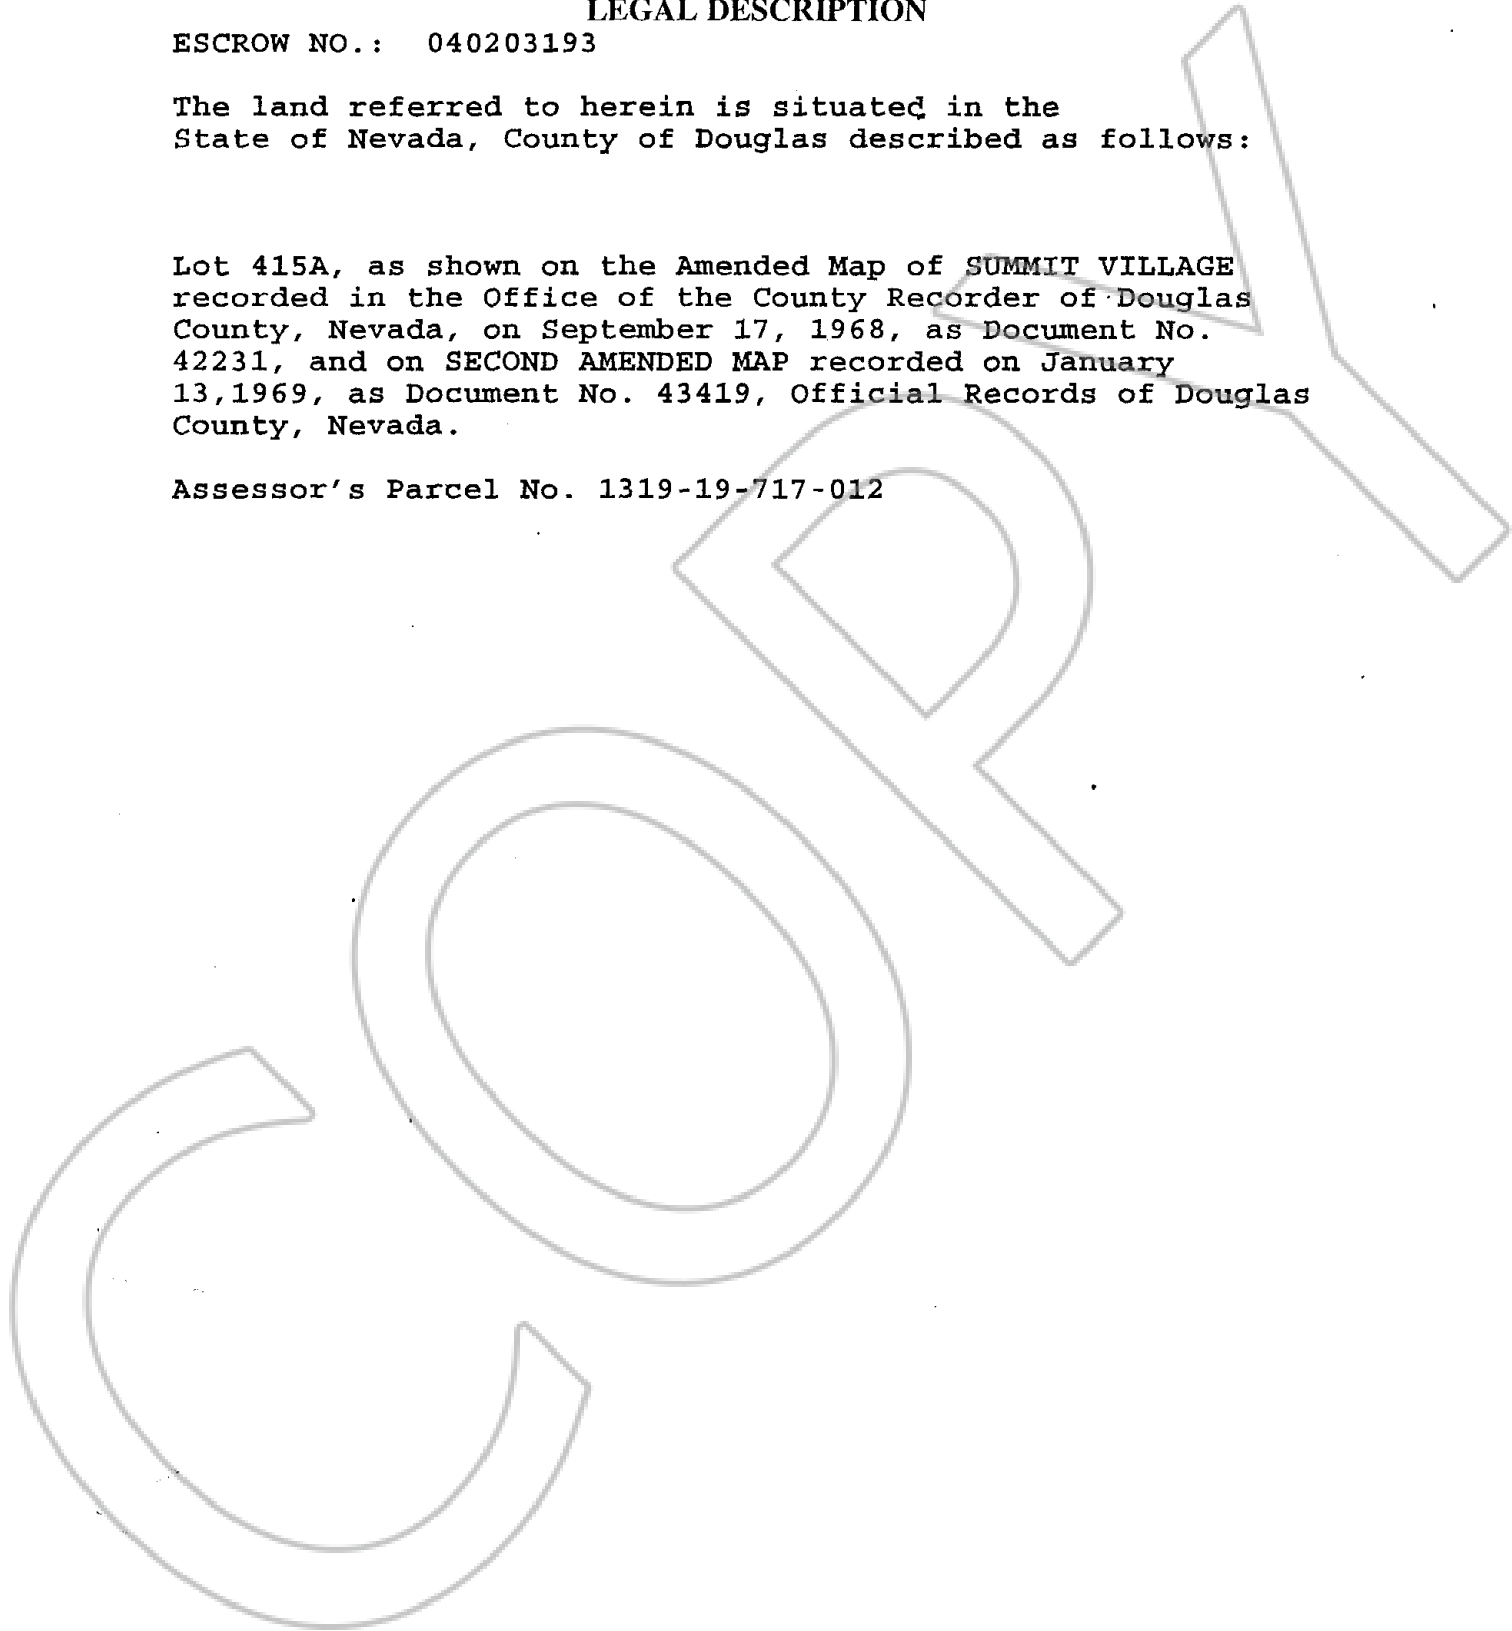 LEGAL DESCRIPTION
ESCROW NO.: 040203193
The land referred to herein is situated in the
State of Nevada, County of Douglas described as follows:
Lot 415A, as shown on the Amended Map of SUMMIT VILLAGE
recorded in the Office of the County Recorder of Douglas
County, Nevada, on September 17, 1968, as Document No.
42231, and on SECOND AMENDED MAP recorded on January
13,1969, as Document No. 43419, Official Records of Douglas
County, Nevada.
Assessor's Parcel No. 1319-19-717-012
COPY